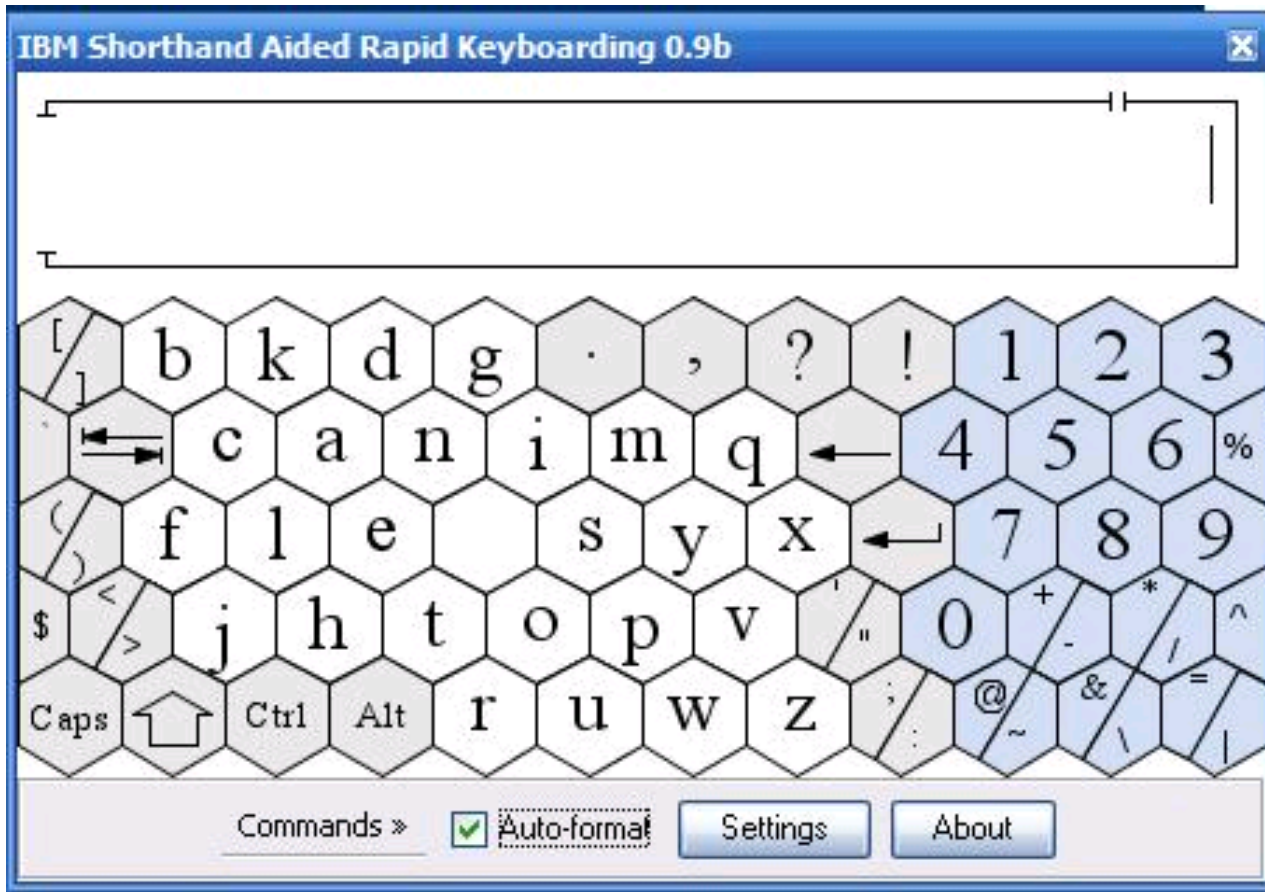 IBM Shorthand Aided Rapid Keyboarding 0.9b
[ ] b k d g . , ? ! 1 2 3
` c a n i m q 4 5 6 %
( ) f l e s y x 7 8 9
$ < > j h t o p v ' " 0 + - * / ^
Caps Ctrl Alt r u w z ; : @ ~ & \ = |
Commands » Auto-format Settings About